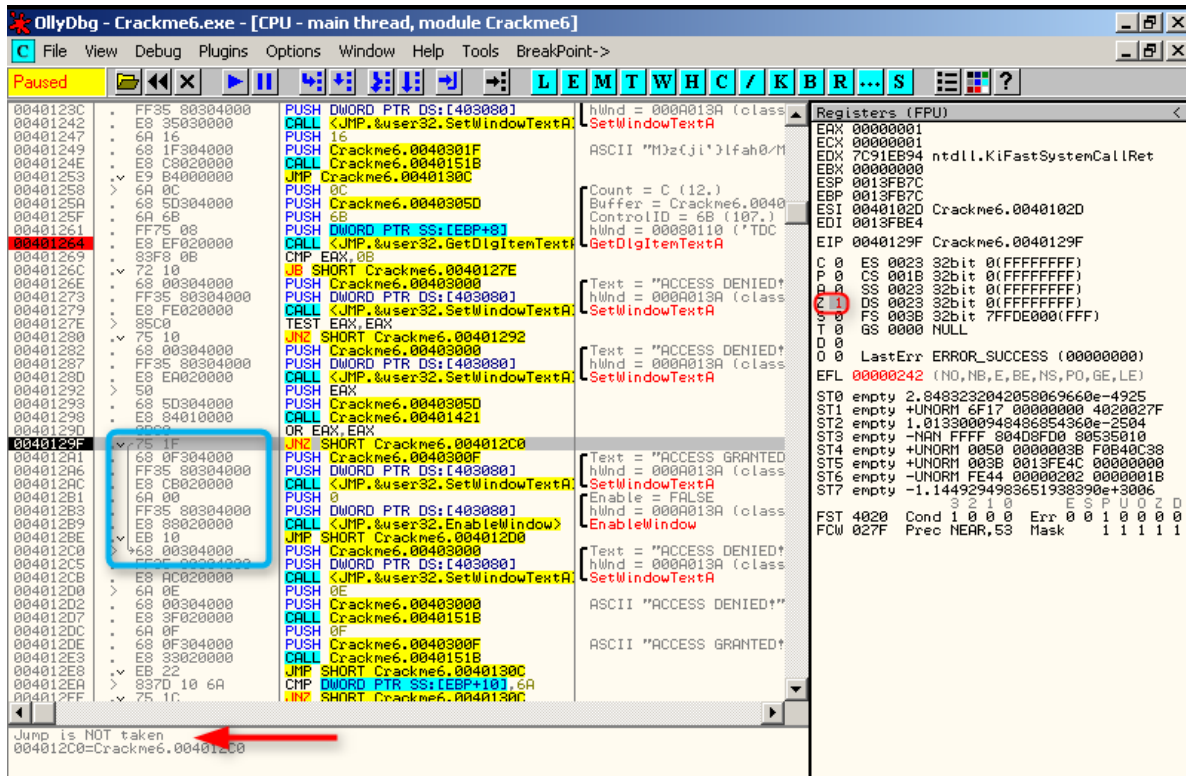 OllyDbg - Crackme6.exe - [CPU - main thread, module Crackme6]
C File View Debug Plugins Options Window Help Tools BreakPoint->
Paused L E M T W H C / K B R ... S ?
0040123C . FF35 80304000 PUSH DWORD PTR DS:[403080] hWnd = 000A013A (class
00401242 . E8 35030000 CALL <JMP.&user32.SetWindowTextA> SetWindowTextA
00401247 . 6A 16 PUSH 16
00401249 . 68 1F304000 PUSH Crackme6.0040301F ASCII "M}z(ji'}lfah0/M
0040124E . E8 C8020000 CALL Crackme6.0040151B
00401253 .v E9 B4000000 JMP Crackme6.0040130C
00401258 > 6A 0C PUSH 0C Count = C (12.)
0040125A . 68 5D304000 PUSH Crackme6.0040305D Buffer = Crackme6.0040
0040125F . 6A 6B PUSH 6B ControlID = 6B (107.)
00401261 . FF75 08 PUSH DWORD PTR SS:[EBP+8] hWnd = 00080110 ('TDC
00401264 . E8 EF020000 CALL <JMP.&user32.GetDlgItemTextA GetDlgItemTextA
00401269 . 83F8 0B CMP EAX,0B
0040126C .v 72 10 JB SHORT Crackme6.0040127E
0040126E . 68 00304000 PUSH Crackme6.00403000 Text = "ACCESS DENIED!
00401273 . FF35 80304000 PUSH DWORD PTR DS:[403080] hWnd = 000A013A (class
00401279 . E8 FE020000 CALL <JMP.&user32.SetWindowTextA> SetWindowTextA
0040127E > 85C0 TEST EAX,EAX
00401280 .v 75 10 JNZ SHORT Crackme6.00401292
00401282 . 68 00304000 PUSH Crackme6.00403000 Text = "ACCESS DENIED!
00401287 . FF35 80304000 PUSH DWORD PTR DS:[403080] hWnd = 000A013A (class
0040128D . E8 EA020000 CALL <JMP.&user32.SetWindowTextA> SetWindowTextA
00401292 > 50 PUSH EAX
00401293 . 68 5D304000 PUSH Crackme6.0040305D
00401298 . E8 84010000 CALL Crackme6.00401421
0040129D . 0BC0 OR EAX,EAX
0040129F .v 75 1F JNZ SHORT Crackme6.004012C0
004012A1 . 68 0F304000 PUSH Crackme6.0040300F Text = "ACCESS GRANTED
004012A6 . FF35 80304000 PUSH DWORD PTR DS:[403080] hWnd = 000A013A (class
004012AC . E8 CB020000 CALL <JMP.&user32.SetWindowTextA> SetWindowTextA
004012B1 . 6A 00 PUSH 0 Enable = FALSE
004012B3 . FF35 80304000 PUSH DWORD PTR DS:[403080] hWnd = 000A013A (class
004012B9 . E8 88020000 CALL <JMP.&user32.EnableWindow> EnableWindow
004012BE .v EB 10 JMP SHORT Crackme6.004012D0
004012C0 > 68 00304000 PUSH Crackme6.00403000 Text = "ACCESS DENIED!
004012C5 . FF35 80304000 PUSH DWORD PTR DS:[403080] hWnd = 000A013A (class
004012CB . E8 AC020000 CALL <JMP.&user32.SetWindowTextA> SetWindowTextA
004012D0 > 6A 0E PUSH 0E
004012D2 . 68 00304000 PUSH Crackme6.00403000 ASCII "ACCESS DENIED!"
004012D7 . E8 3F020000 CALL Crackme6.0040151B
004012DC . 6A 0F PUSH 0F
004012DE . 68 0F304000 PUSH Crackme6.0040300F ASCII "ACCESS GRANTED!
004012E3 . E8 33020000 CALL Crackme6.0040151B
004012E8 .v EB 22 JMP SHORT Crackme6.0040130C
004012EA > 837D 10 6A CMP DWORD PTR SS:[EBP+10],6A
004012EE .v 75 1C JNZ SHORT Crackme6.0040130C
Jump is NOT taken
004012C0=Crackme6.004012C0
Registers (FPU) <
EAX 00000001
ECX 00000001
EDX 7C91EB94 ntdll.KiFastSystemCallRet
EBX 00000000
ESP 0013FB7C
EBP 0013FB7C
ESI 0040102D Crackme6.0040102D
EDI 0013FBE4
EIP 0040129F Crackme6.0040129F
C 0 ES 0023 32bit 0(FFFFFFFF)
P 0 CS 001B 32bit 0(FFFFFFFF)
A 0 SS 0023 32bit 0(FFFFFFFF)
Z 1 DS 0023 32bit 0(FFFFFFFF)
S 0 FS 003B 32bit 7FFDE000(FFF)
T 0 GS 0000 NULL
D 0
O 0 LastErr ERROR_SUCCESS (00000000)
EFL 00000242 (NO,NB,E,BE,NS,PO,GE,LE)
ST0 empty 2.8483232042058069660e-4925
ST1 empty +UNORM 6F17 00000000 4020027F
ST2 empty 1.0133000948486854360e-2504
ST3 empty -NAN FFFF 804D8FD0 80535010
ST4 empty +UNORM 0050 0000003B F0B40C38
ST5 empty +UNORM 003B 0013FE4C 00000000
ST6 empty -UNORM FE44 00000202 0000001B
ST7 empty -1.1449294983651938390e+3006
3 2 1 0 E S P U O Z D
FST 4020 Cond 1 0 0 0 Err 0 0 1 0 0 0 0
FCW 027F Prec NEAR,53 Mask 1 1 1 1 1